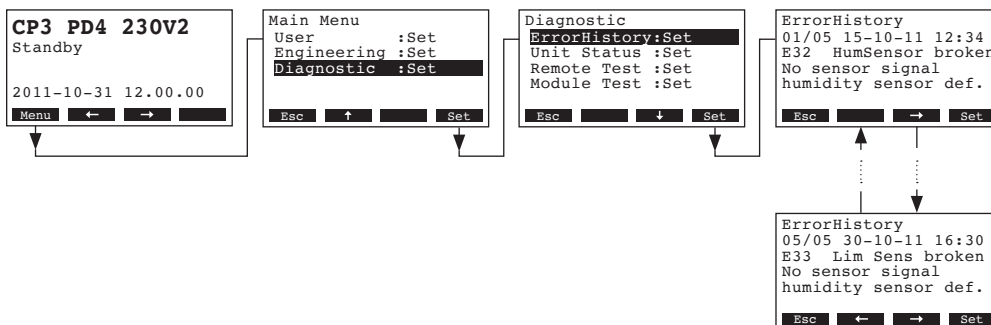 CP3 PD4 230V2
Standby
2011-10-31 12.00.00
Menu ← →
Main Menu
User :Set
Engineering :Set
Diagnostic :Set
Esc ↑ Set
Diagnostic
ErrorHistory:Set
Unit Status :Set
Remote Test :Set
Module Test :Set
Esc ↓ Set
ErrorHistory
01/05 15-10-11 12:34
E32 HumSensor broken
No sensor signal
humidity sensor def.
Esc → Set
ErrorHistory
05/05 30-10-11 16:30
E33 Lim Sens broken
No sensor signal
humidity sensor def.
Esc ← → Set